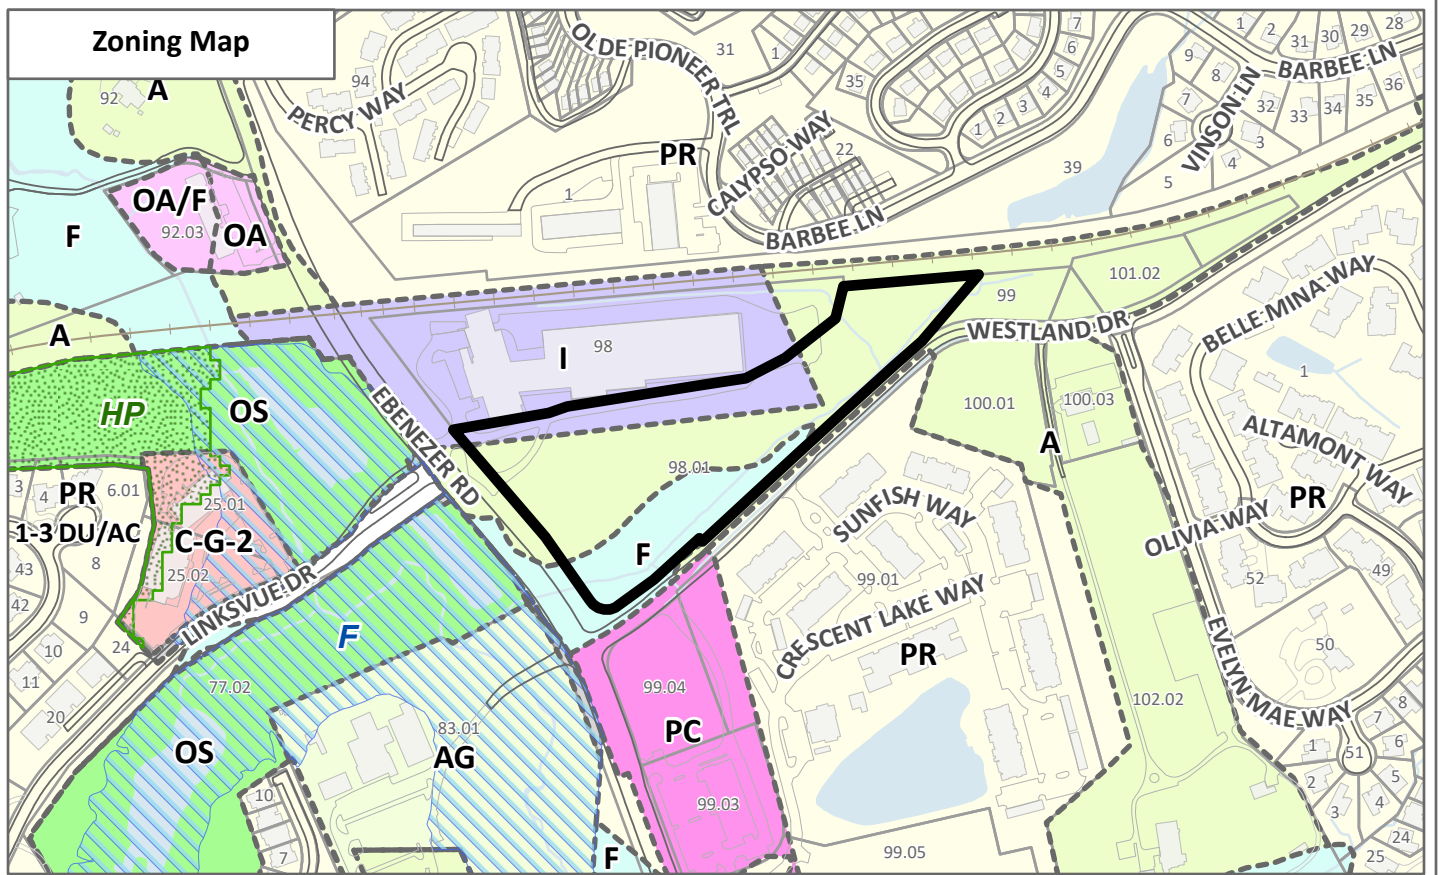 Zoning Map
94
PERCY WAY
OLDE PIONEER TRL
31
1
35
7
6
5
4
3
2
1
1
2
31
30
29
28
BARBEE LN
9
8
7
6
5
4
3
32
33
34
35
36
VINSON LN
92
A
OA/F
92.03
OA
F
PR
1
CALYPSO WAY
22
BARBEE LN
39
A
I
98
99
101.02
WESTLAND DR
BELLE MINA WAY
1
HP
OS
EBENEZER RD
98.01
100.01
100.03
A
ALTAMONT WAY
PR
OLIVIA WAY
3
4
PR
1-3 DU/AC
6.01
25.01
C-G-2
25.02
8
43
42
9
10
11
24
20
LINKSVUE DR
F
F
SUNFISH WAY
99.01
CRESCENT LAKE WAY
PR
52
49
50
EVELYN MAE WAY
77.02
OS
83.01
AG
99.04
PC
99.03
102.02
7
8
6
51
1
2
3
4
5
24
25
10
7
F
99.05